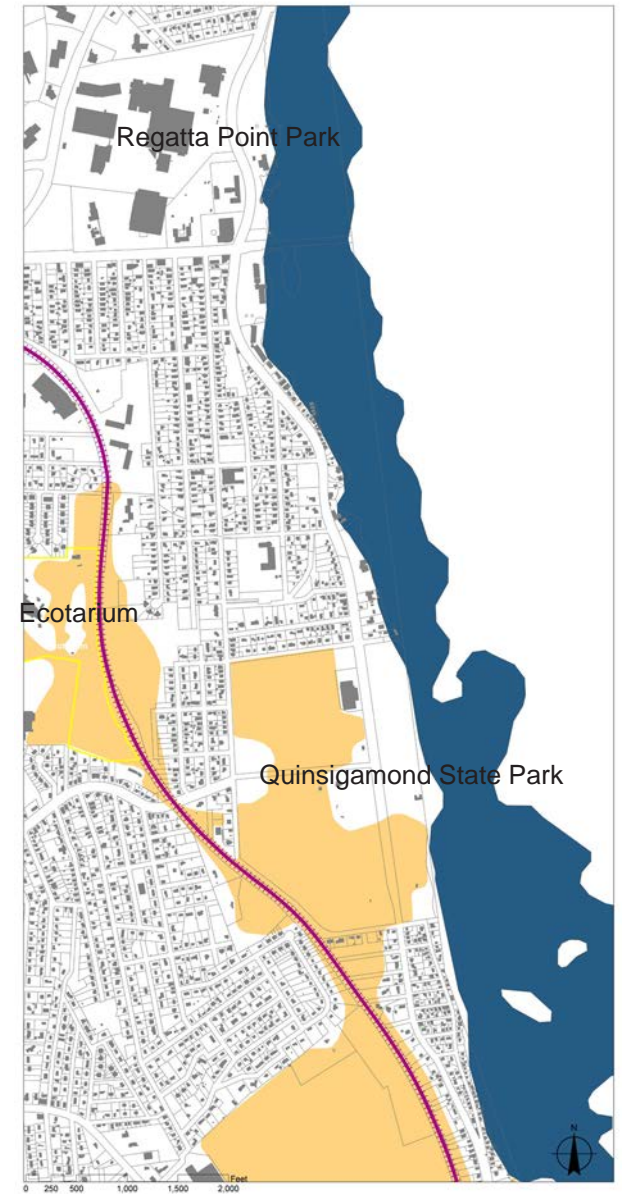 Regatta Point Park
Ecotarium
Quinsigamond State Park
N
Feet
0 250 500 1,000 1,500 2,000